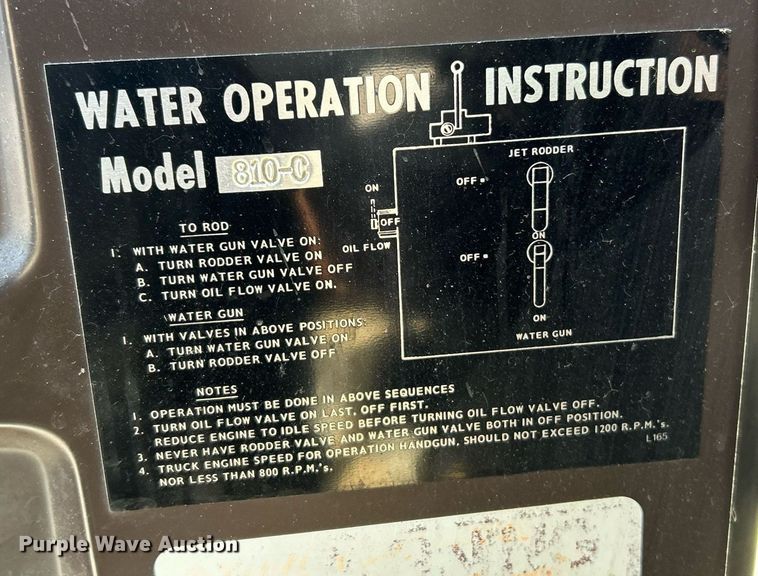 WATER OPERATION INSTRUCTION
Model 810-C
TO ROD
1. WITH WATER GUN VALVE ON:
A. TURN RODDER VALVE ON
B. TURN WATER GUN VALVE OFF
C. TURN OIL FLOW VALVE ON.
WATER GUN
1. WITH VALVES IN ABOVE POSITIONS:
A. TURN WATER GUN VALVE ON
B. TURN RODDER VALVE OFF
JET RODDER
OFF
ON
OFF
OIL FLOW
ON
OFF
ON
WATER GUN
NOTES
1. OPERATION MUST BE DONE IN ABOVE SEQUENCES
2. TURN OIL FLOW VALVE ON LAST, OFF FIRST.
REDUCE ENGINE TO IDLE SPEED BEFORE TURNING OIL FLOW VALVE OFF.
3. NEVER HAVE RODDER VALVE AND WATER GUN VALVE BOTH IN OFF POSITION.
4. TRUCK ENGINE SPEED FOR OPERATION HANDGUN, SHOULD NOT EXCEED 1200 R.P.M.'s.
NOR LESS THAN 800 R.P.M.'s.
L165
Purple Wave Auction